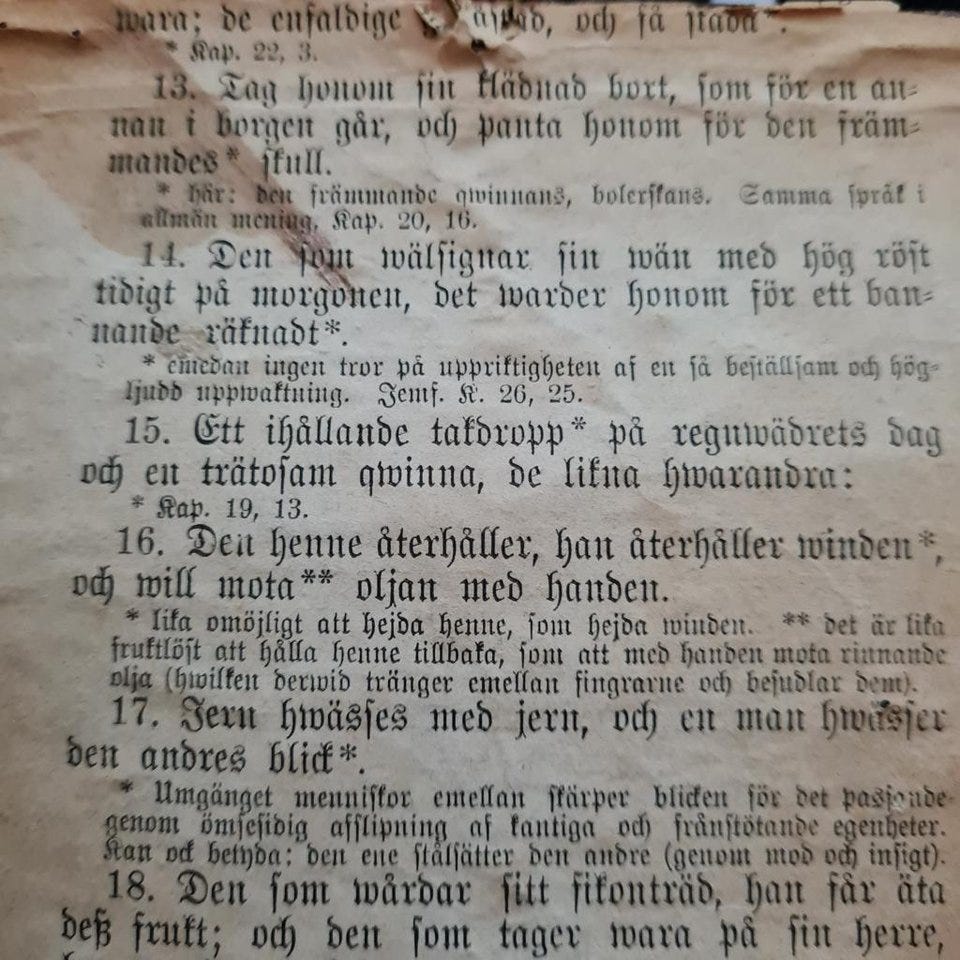 wara; de enfaldige och få skada*.
* Kap. 22, 3.
13. Tag honom sin klädnad bort, som för en an-
nan i borgen går, och panta honom för den främ-
mandes* skull.
* här: den främmande qwinnans, bolerskans. Samma språk i
allmän mening, Kap. 20, 16.
14. Den som wälsignar sin wän med hög röst
tidigt på morgonen, det warder honom för ett ban-
nande räknadt*.
* emedan ingen tror på uppriktigheten af en så beställsam och hög-
ljudd uppwaktning. Jemf. K. 26, 25.
15. Ett ihållande takdropp* på regnwädrets dag
och en trätosam qwinna, de likna hwarandra:
* Kap. 19, 13.
16. Den henne återhåller, han återhåller winden*,
och will mota** oljan med handen.
* lika omöjligt att hejda henne, som hejda winden. ** det är lika
fruktlöst att hålla henne tillbaka, som att med handen mota rinnande
olja (hwilken derwid tränger emellan fingrarne och besudlar dem).
17. Jern hwässes med jern, och en man hwässer
den andres blick*.
* Umgänget menniskor emellan skärper blicken för det passande
genom ömsesidig afslipning af kantiga och frånstötande egenheter.
Kan ock betyda: den ene stålsätter den andre (genom mod och insigt).
18. Den som wårdar sitt fikonträd, han får äta
deß frukt; och den som tager wara på sin herre,